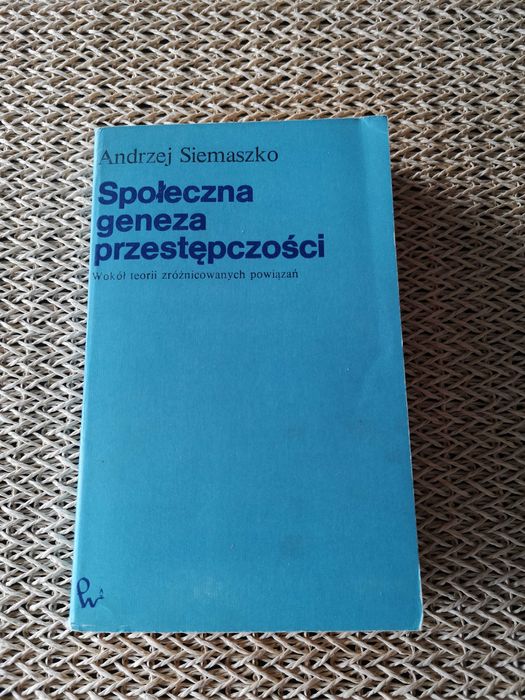 Andrzej Siemaszko
Społeczna
geneza
przestępczości
Wokół teorii zróżnicowanych powiązań